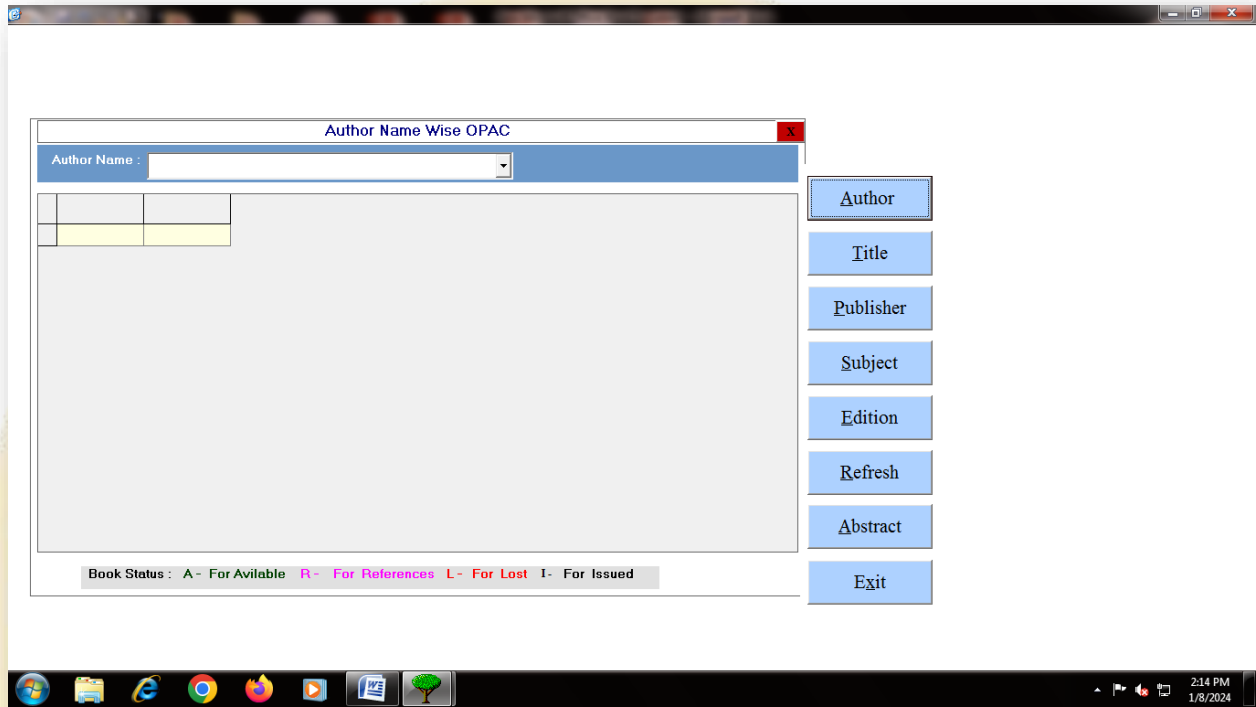 Author Name Wise OPAC
X
Author Name :
Author
Title
Publisher
Subject
Edition
Refresh
Abstract
Exit
Book Status : A - For Avilable R - For References L - For Lost I - For Issued
2:14 PM
1/8/2024